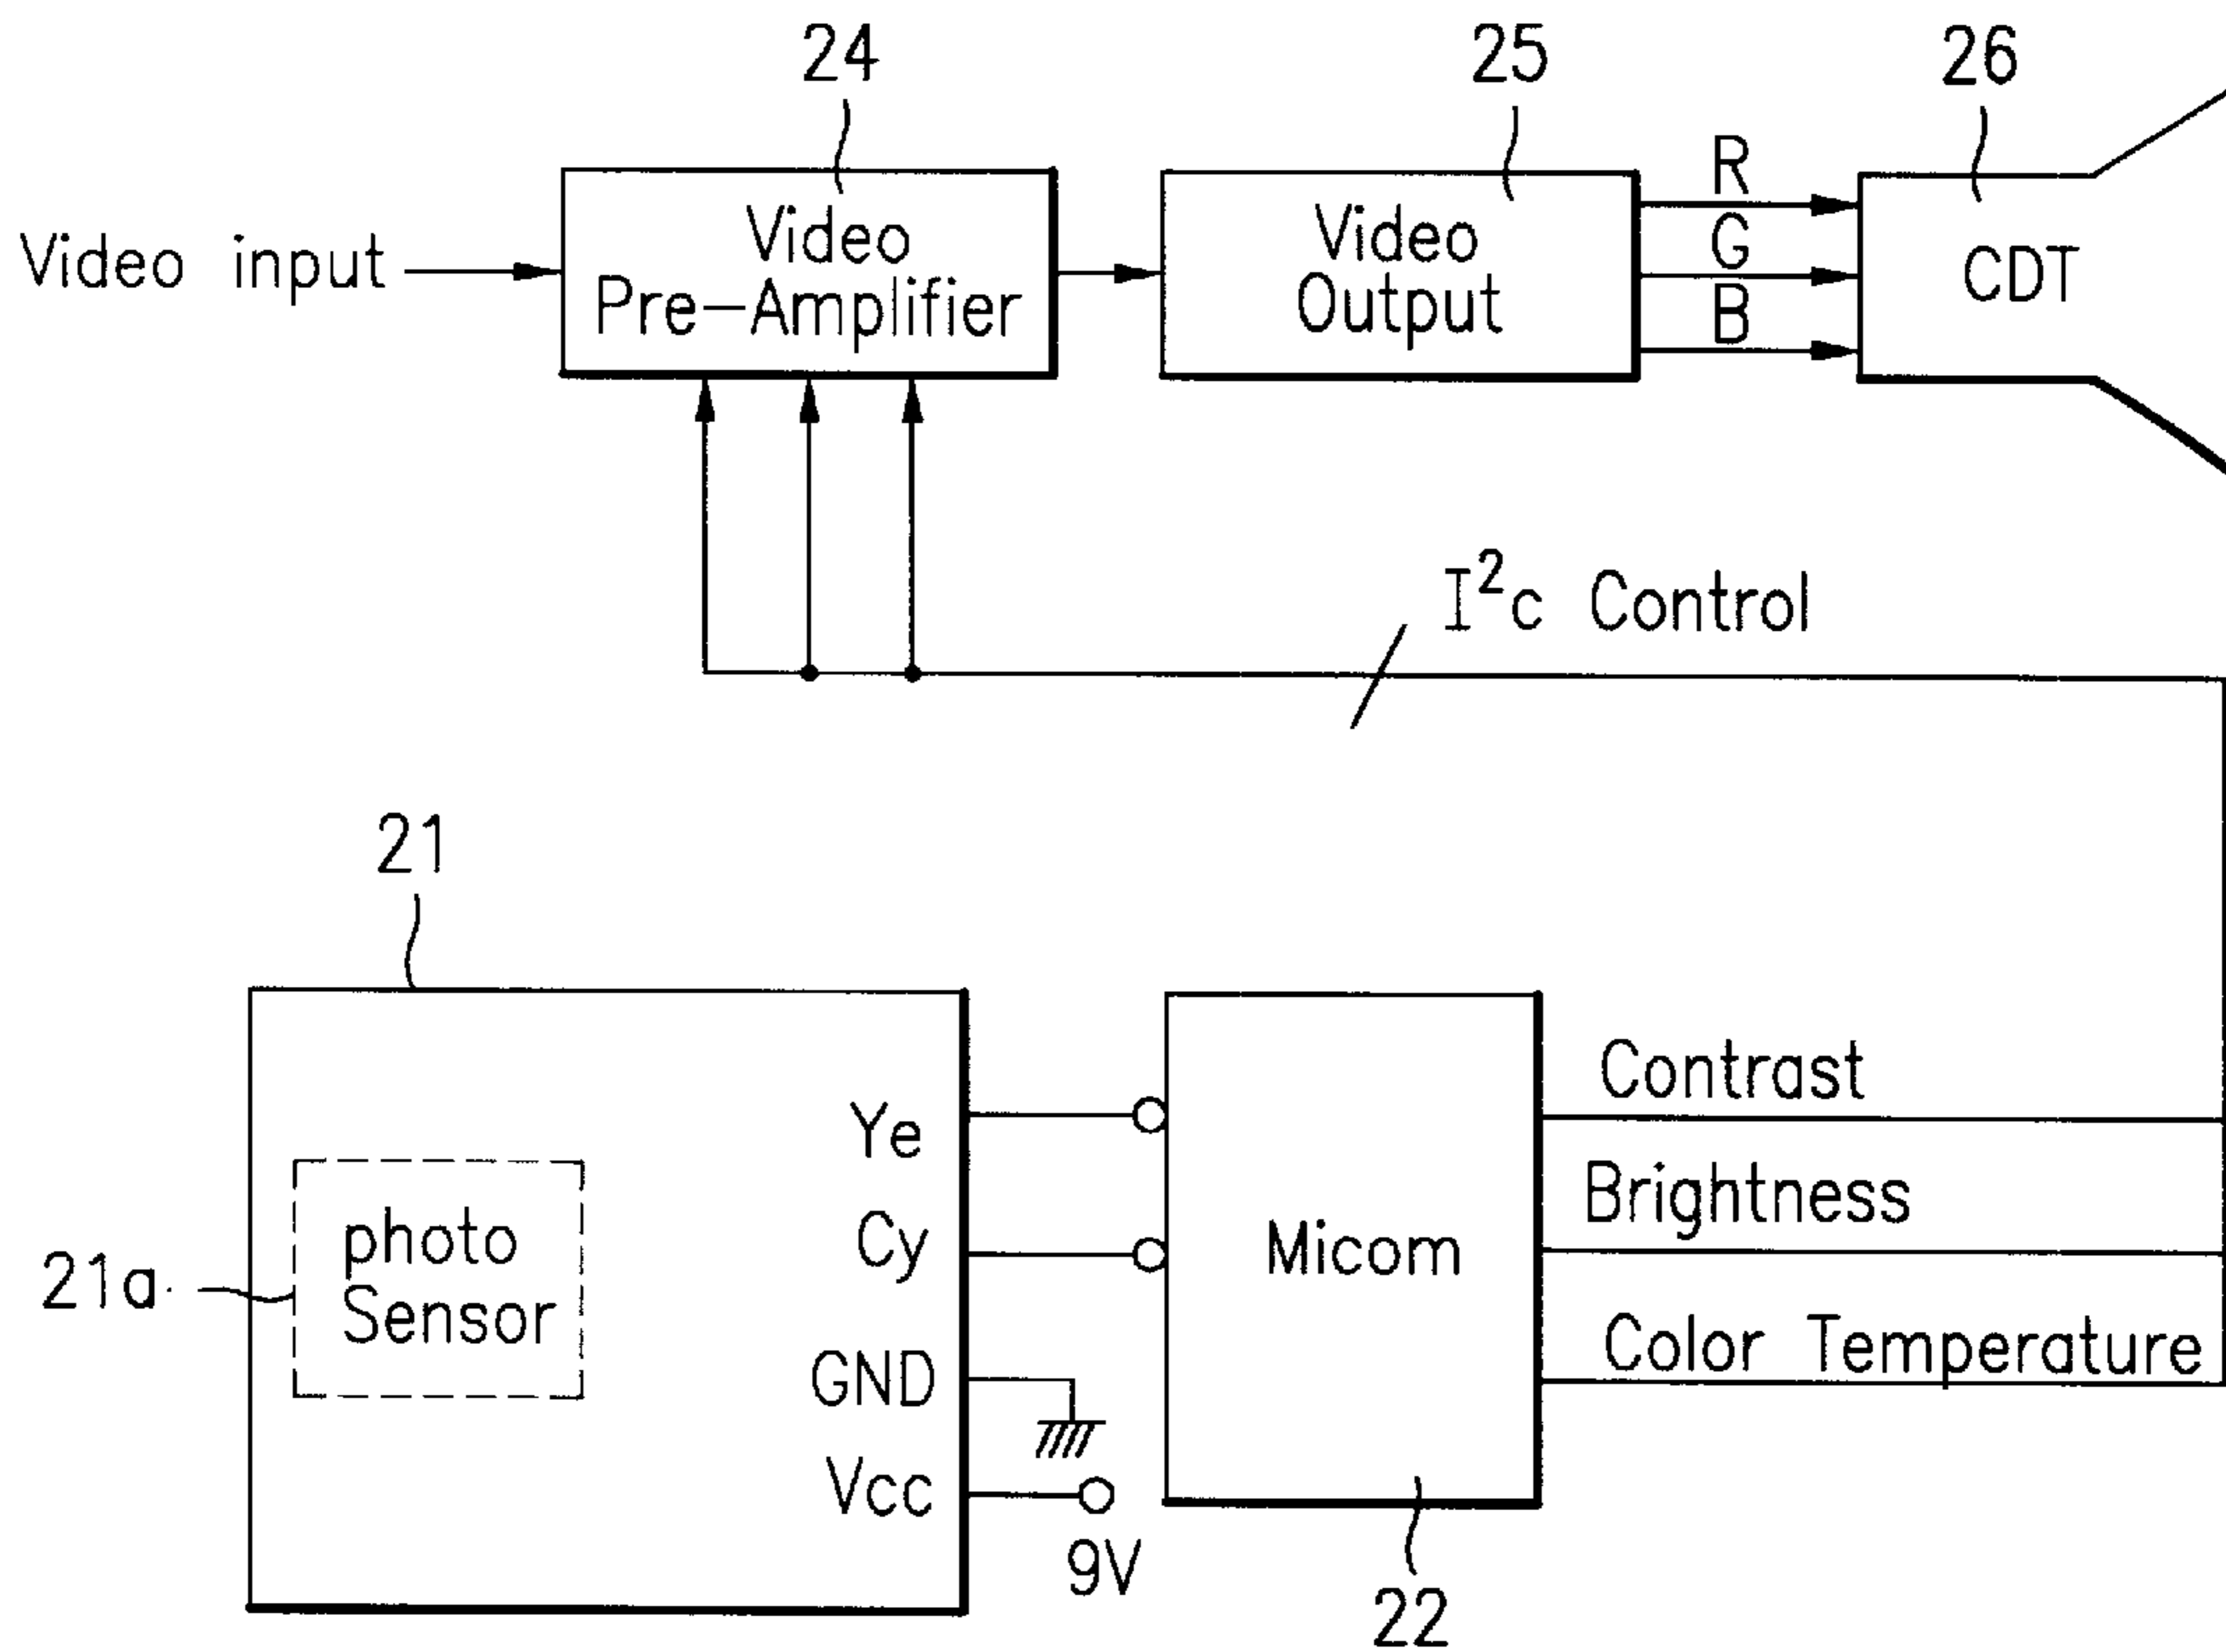 24
25
26
Video input
Video
Pre-Amplifier
Video
Output
R
G
B
CDT
I²c Control
21
Ye
Cy
GND
Vcc
9V
photo
Sensor
21a
Micom
22
Contrast
Brightness
Color Temperature